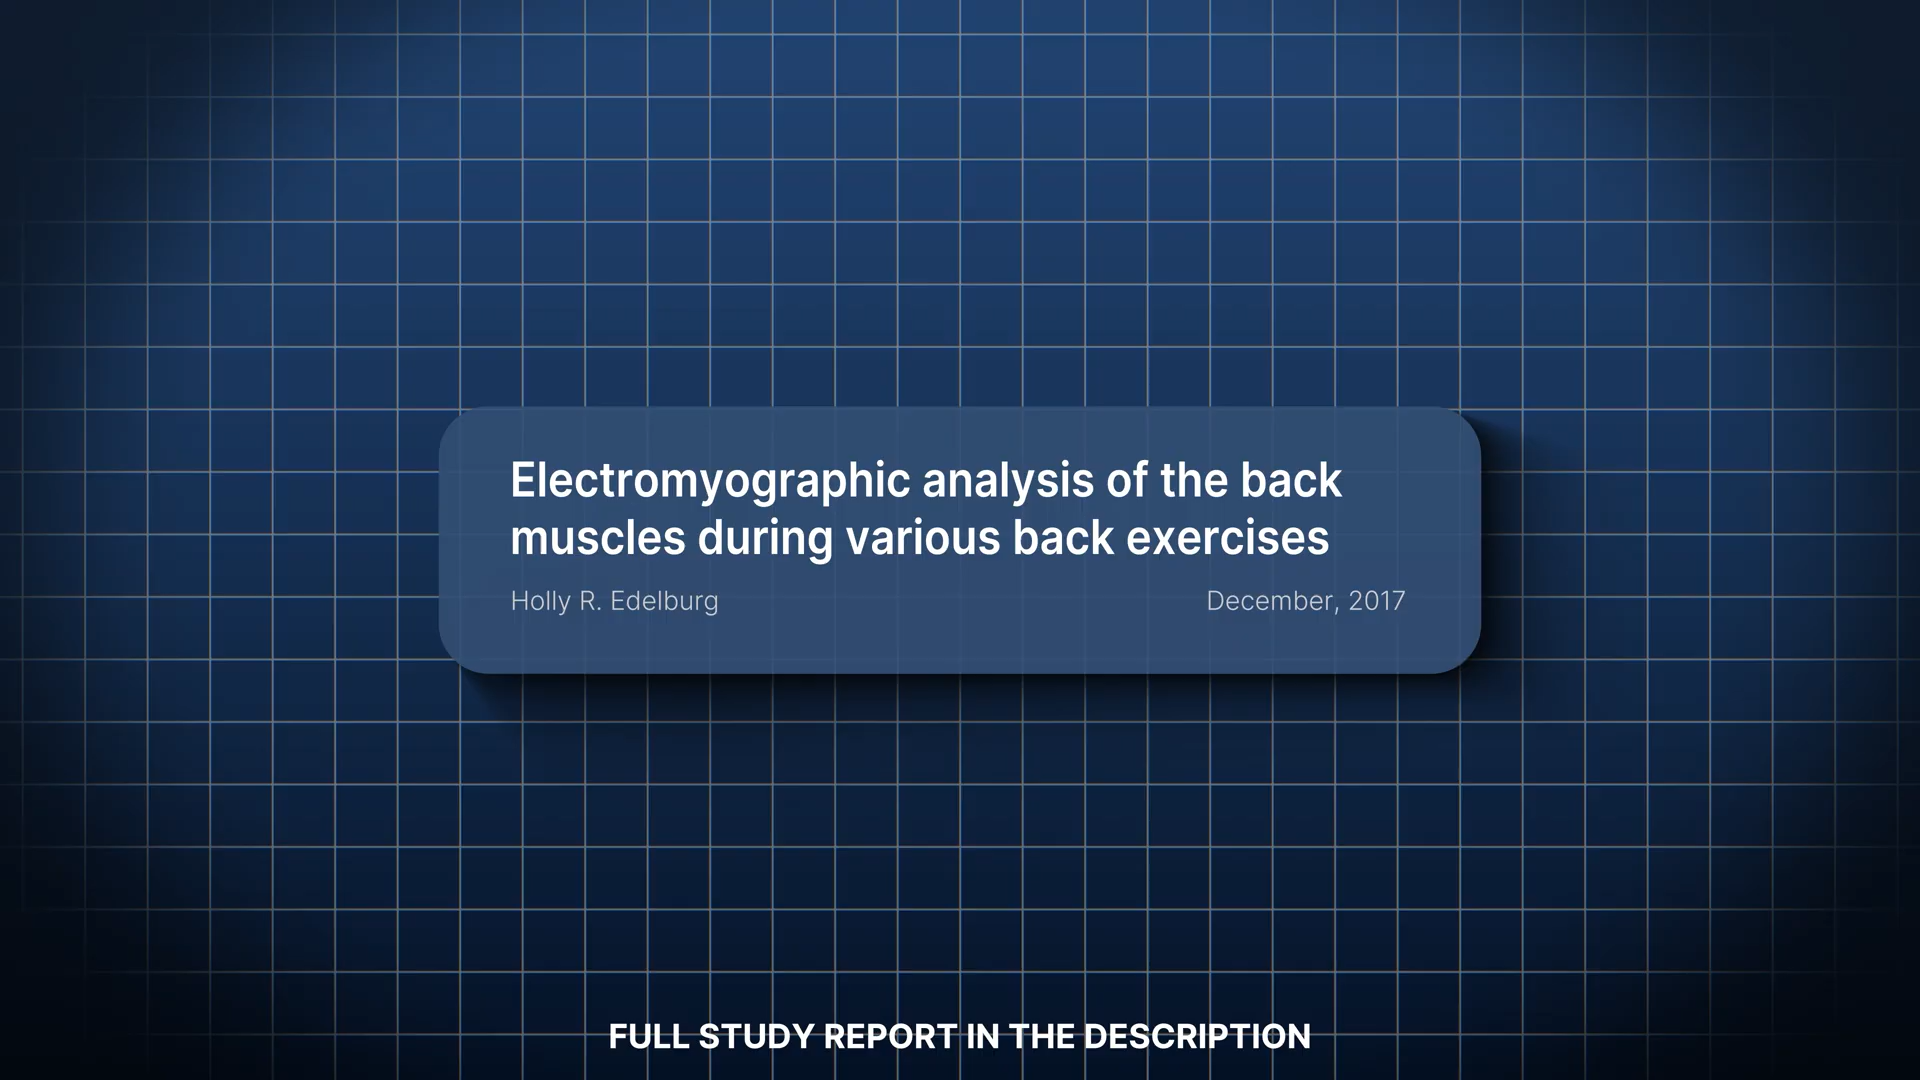 Electromyographic analysis of the back
muscles during various back exercises
Holly R. Edelburg December, 2017
FULL STUDY REPORT IN THE DESCRIPTION